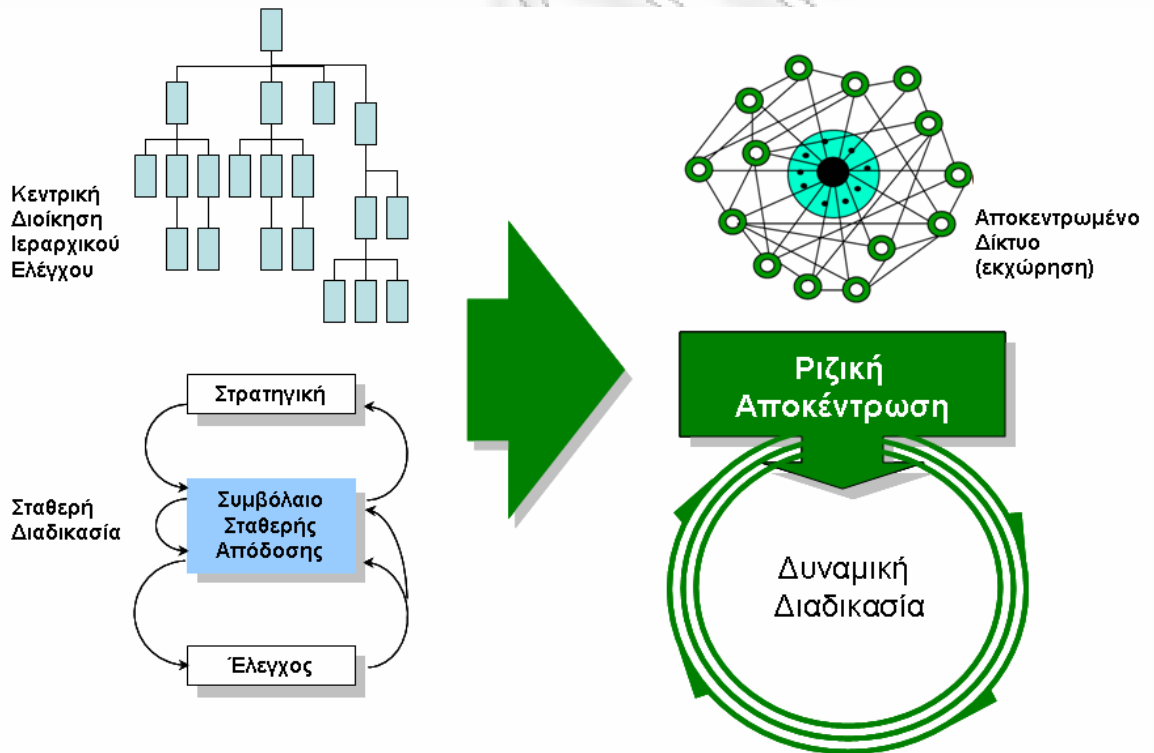 Κεντρική
Διοίκηση
Ιεραρχικού
Ελέγχου
Αποκεντρωμένο
Δίκτυο
(εκχώρηση)
Στρατηγική
Σταθερή
Διαδικασία
Συμβόλαιο
Σταθερής
Απόδοσης
Έλεγχος
Ριζική
Αποκέντρωση
Δυναμική
Διαδικασία